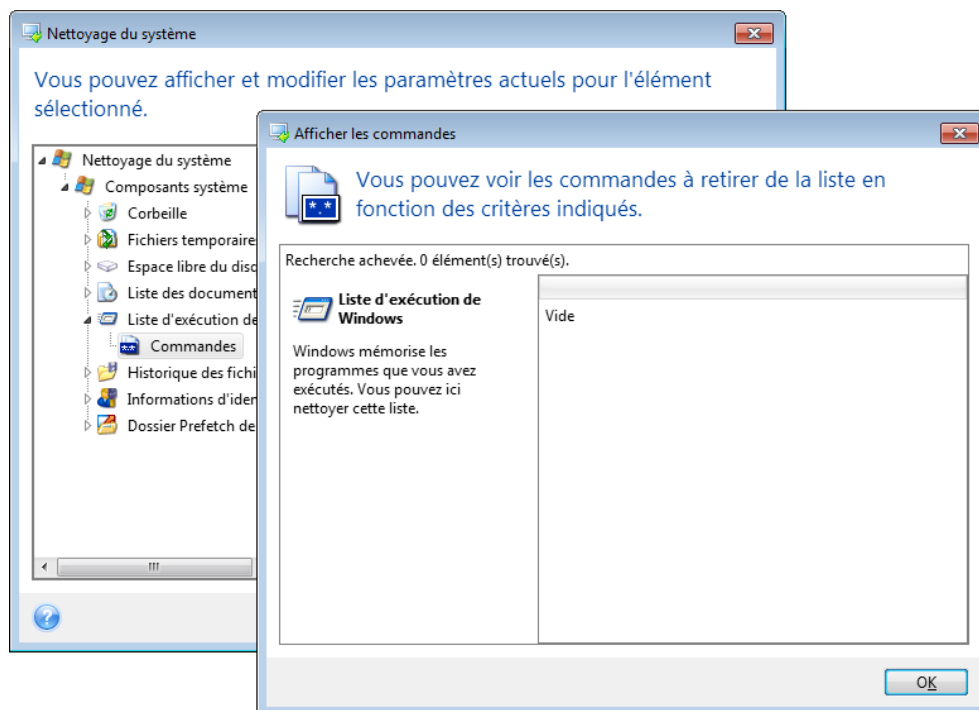 Nettoyage du système
Vous pouvez afficher et modifier les paramètres actuels pour l'élément
sélectionné.
Nettoyage du système
Composants système
Corbeille
Fichiers temporaire
Espace libre du disq
Liste des document
Liste d'exécution de
Commandes
Historique des fichi
Informations d'iden
Dossier Prefetch de
Afficher les commandes
Vous pouvez voir les commandes à retirer de la liste en
fonction des critères indiqués.
Recherche achevée. 0 élément(s) trouvé(s).
Liste d'exécution de
Windows
Windows mémorise les
programmes que vous avez
exécutés. Vous pouvez ici
nettoyer cette liste.
Vide
OK